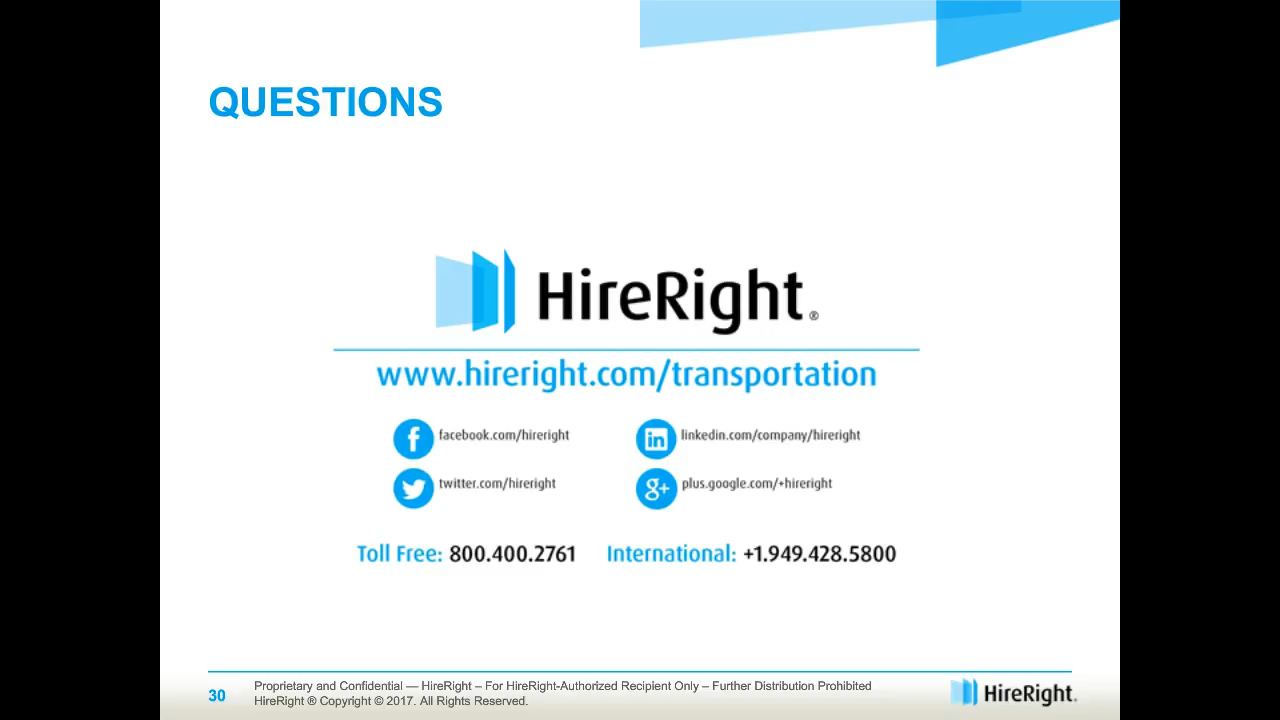 QUESTIONS
HireRight®
www.hireright.com/transportation
facebook.com/hireright
linkedin.com/company/hireright
twitter.com/hireright
plus.google.com/+hireright
Toll Free: 800.400.2761 International: +1.949.428.5800
30
Proprietary and Confidential — HireRight – For HireRight-Authorized Recipient Only – Further Distribution Prohibited
HireRight ® Copyright © 2017. All Rights Reserved.
HireRight